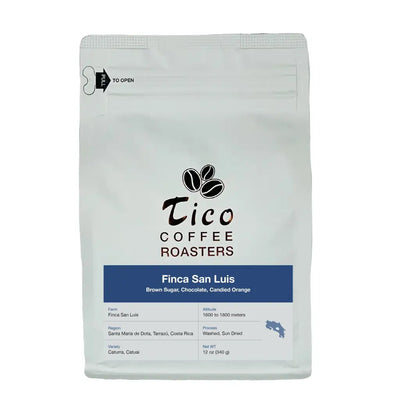 PULL
TO OPEN
Tico
COFFEE
ROASTERS
Finca San Luis
Brown Sugar, Chocolate, Candied Orange
Farm
Finca San Luis
Altitude
1600 to 1800 meters
Region
Santa María de Dota, Tarrazú, Costa Rica
Process
Washed, Sun Dried
Variety
Caturra, Catuai
Net WT
12 oz (340 g)